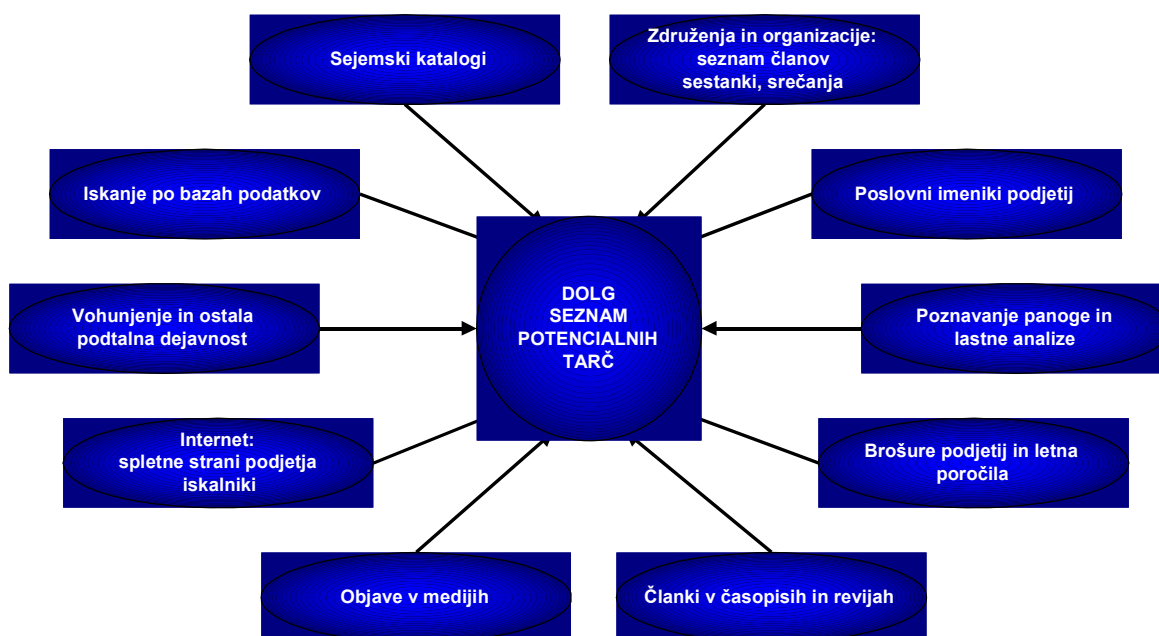 Sejemski katalogi
Združenja in organizacije:
seznam članov
sestanki, srečanja
Iskanje po bazah podatkov
Poslovni imeniki podjetij
DOLG
SEZNAM
POTENCIALNIH
TARČ
Vohunjenje in ostala
podtalna dejavnost
Poznavanje panoge in
lastne analize
Internet:
spletne strani podjetja
iskalniki
Brošure podjetij in letna
poročila
Objave v medijih
Članki v časopisih in revijah